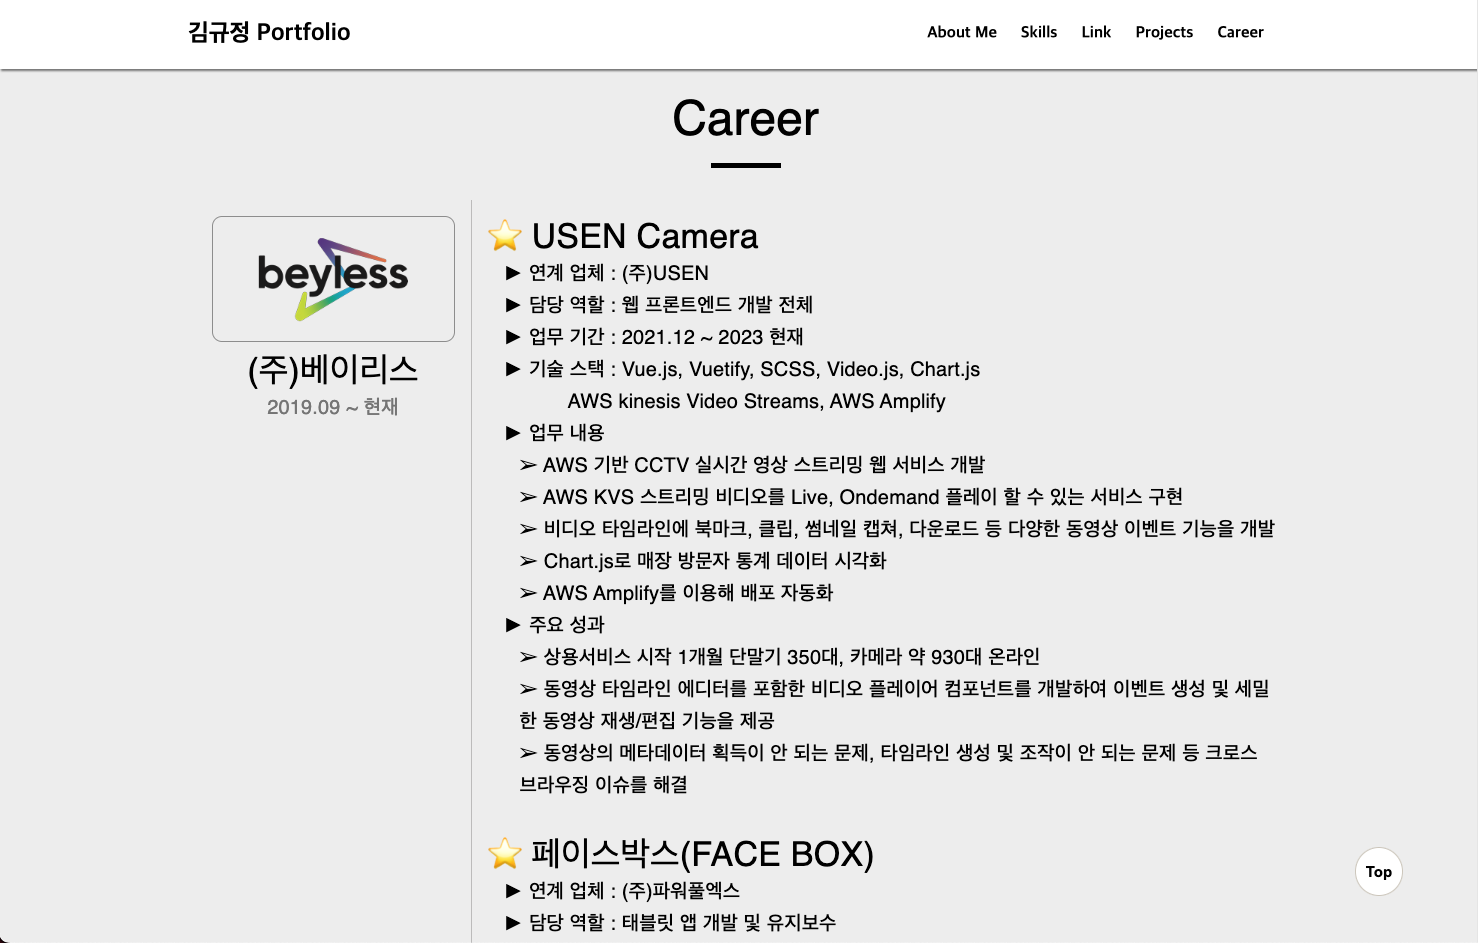 김규정 Portfolio
About Me Skills Link Projects Career
Career
beyless
(주)베이리스
2019.09 ~ 현재
⭐ USEN Camera
► 연계 업체 : (주)USEN
► 담당 역할 : 웹 프론트엔드 개발 전체
► 업무 기간 : 2021.12 ~ 2023 현재
► 기술 스택 : Vue.js, Vuetify, SCSS, Video.js, Chart.js
AWS kinesis Video Streams, AWS Amplify
► 업무 내용
➢ AWS 기반 CCTV 실시간 영상 스트리밍 웹 서비스 개발
➢ AWS KVS 스트리밍 비디오를 Live, Ondemand 플레이 할 수 있는 서비스 구현
➢ 비디오 타임라인에 북마크, 클립, 썸네일 캡쳐, 다운로드 등 다양한 동영상 이벤트 기능을 개발
➢ Chart.js로 매장 방문자 통계 데이터 시각화
➢ AWS Amplify를 이용해 배포 자동화
► 주요 성과
➢ 상용서비스 시작 1개월 단말기 350대, 카메라 약 930대 온라인
➢ 동영상 타임라인 에디터를 포함한 비디오 플레이어 컴포넌트를 개발하여 이벤트 생성 및 세밀
한 동영상 재생/편집 기능을 제공
➢ 동영상의 메타데이터 획득이 안 되는 문제, 타임라인 생성 및 조작이 안 되는 문제 등 크로스
브라우징 이슈를 해결
⭐ 페이스박스(FACE BOX)
► 연계 업체 : (주)파워풀엑스
► 담당 역할 : 태블릿 앱 개발 및 유지보수
Top